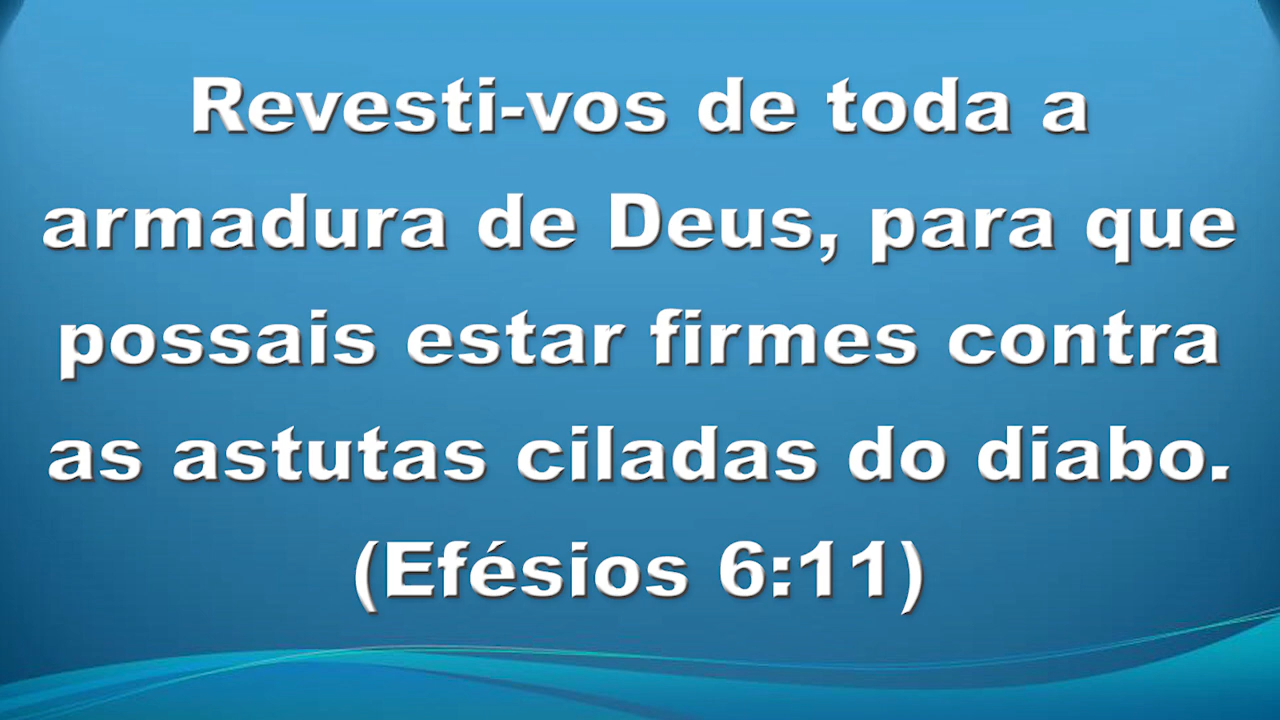 Revesti-vos de toda a
armadura de Deus, para que
possais estar firmes contra
as astutas ciladas do diabo.
(Efésios 6:11)